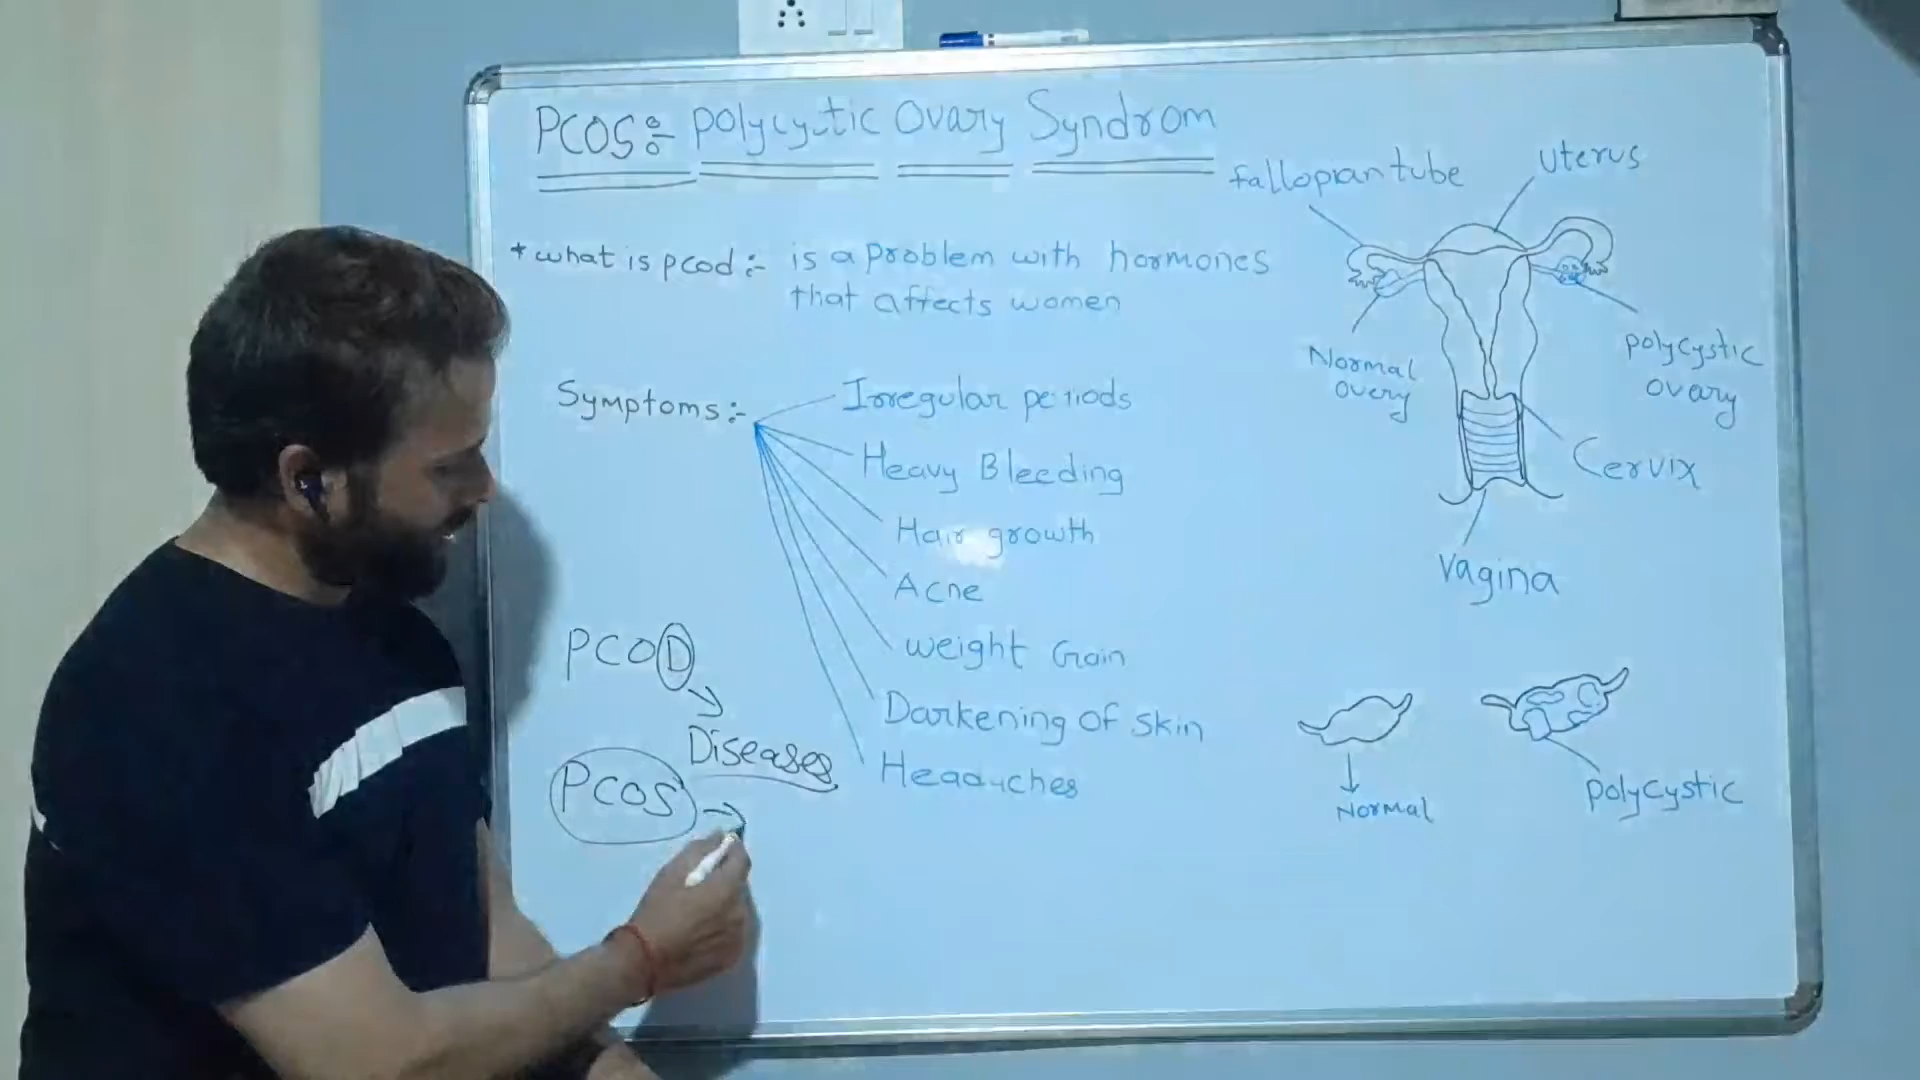 PCOS:- Polycystic Ovary Syndrom
* what is pcod :- is a problem with hormones
that affects women
Symptoms :-
Irregular periods
Heavy Bleeding
Hair growth
Acne
weight Gain
Darkening of skin
Headaches
PCOD
Diseases
PCOS
fallopian tube
uterus
Normal
overy
polycystic
ovary
Cervix
Vagina
Normal
polycystic